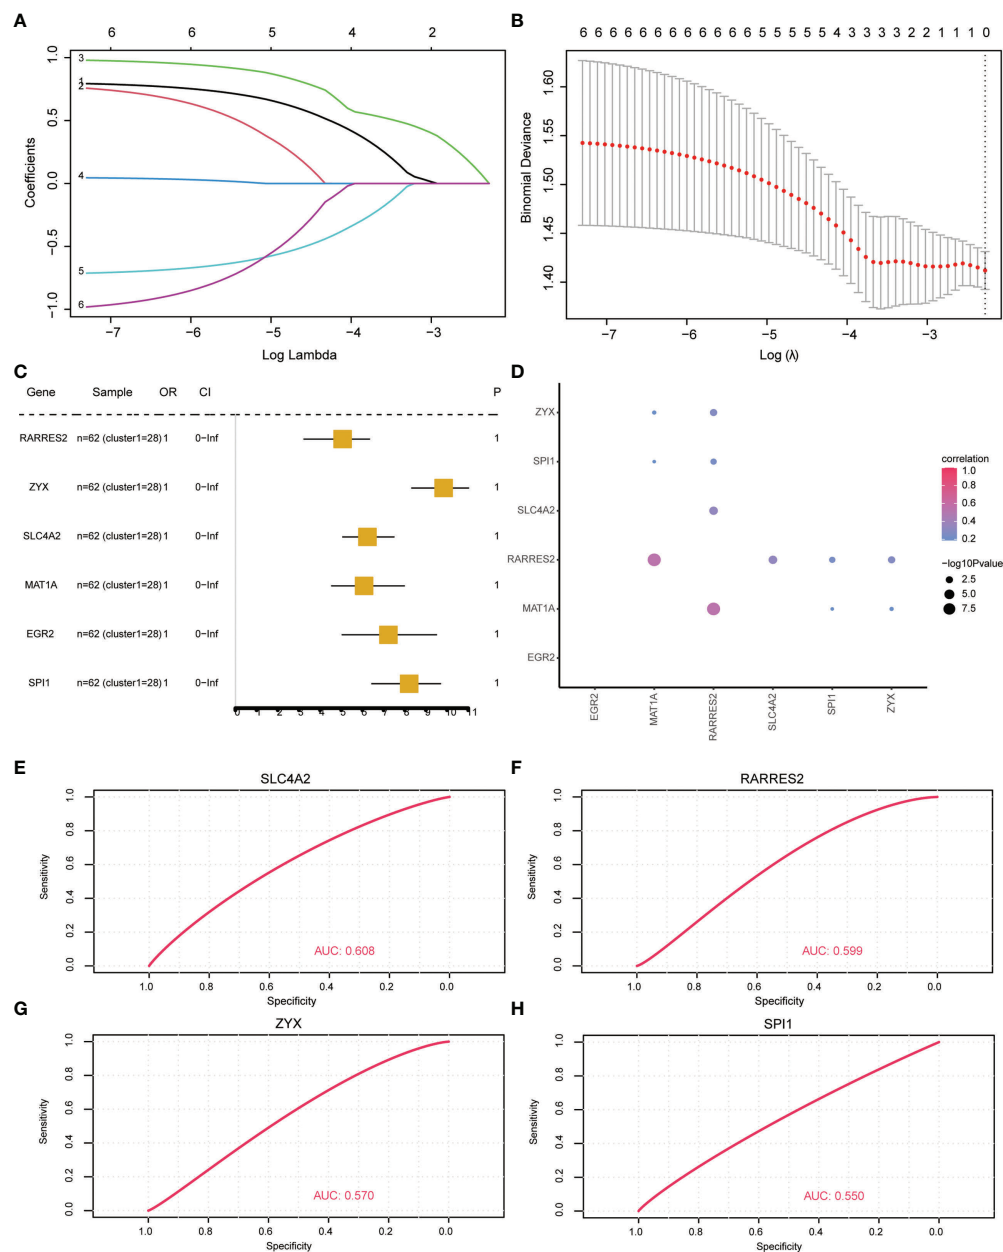 A
6 6 5 4 2
1.0
0.5
0.0
−0.5
−1.0
Coefficients
3
1
2
4
5
6
−7 −6 −5 −4 −3
Log Lambda
B
6 6 6 6 6 6 6 6 6 5 5 5 5 5 4 3 3 3 2 2 1 1 1 0
1.60
1.55
1.50
1.45
1.40
Binomial Deviance
−7 −6 −5 −4 −3
Log (λ)
C
Gene Sample OR CI P
RARRES2 n=62 (cluster1=28) 1 0−Inf 1
ZYX n=62 (cluster1=28) 1 0−Inf 1
SLC4A2 n=62 (cluster1=28) 1 0−Inf 1
MAT1A n=62 (cluster1=28) 1 0−Inf 1
EGR2 n=62 (cluster1=28) 1 0−Inf 1
SPI1 n=62 (cluster1=28) 1 0−Inf 1
0 1 2 3 4 5 6 7 8 9 10 11
D
ZYX
SPI1
SLC4A2
RARRES2
MAT1A
EGR2
EGR2 MAT1A RARRES2 SLC4A2 SPI1 ZYX
correlation
1.0
0.8
0.6
0.4
0.2
−log10Pvalue
2.5
5.0
7.5
E
SLC4A2
1.0
0.8
0.6
0.4
0.2
0.0
Sensitivity
AUC: 0.608
1.0 0.8 0.6 0.4 0.2 0.0
Specificity
F
RARRES2
1.0
0.8
0.6
0.4
0.2
0.0
Sensitivity
AUC: 0.599
1.0 0.8 0.6 0.4 0.2 0.0
Specificity
G
ZYX
1.0
0.8
0.6
0.4
0.2
0.0
Sensitivity
AUC: 0.570
1.0 0.8 0.6 0.4 0.2 0.0
Specificity
H
SPI1
1.0
0.8
0.6
0.4
0.2
0.0
Sensitivity
AUC: 0.550
1.0 0.8 0.6 0.4 0.2 0.0
Specificity